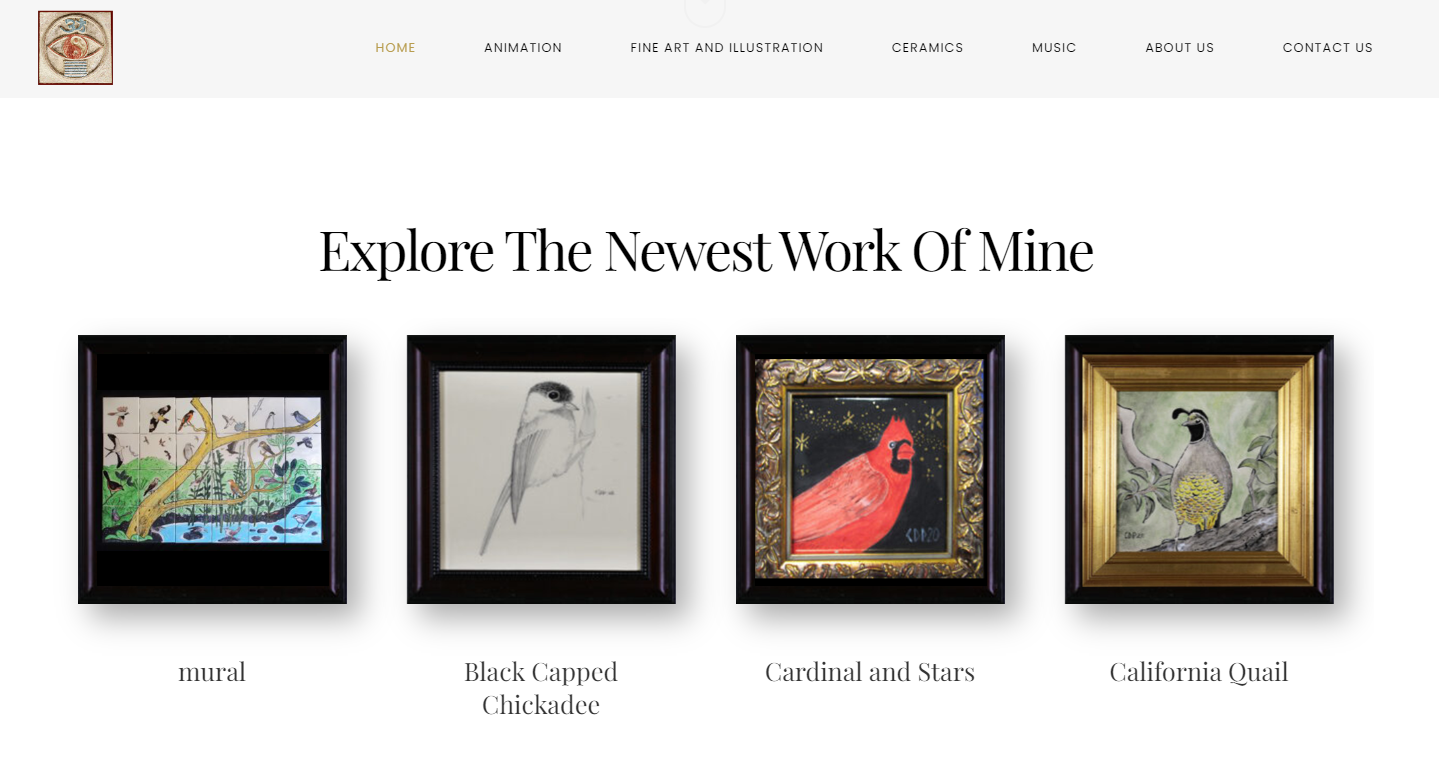 HOME
ANIMATION
FINE ART AND ILLUSTRATION
CERAMICS
MUSIC
ABOUT US
CONTACT US
Explore The Newest Work Of Mine
CDD20
mural
Black Capped
Chickadee
Cardinal and Stars
California Quail